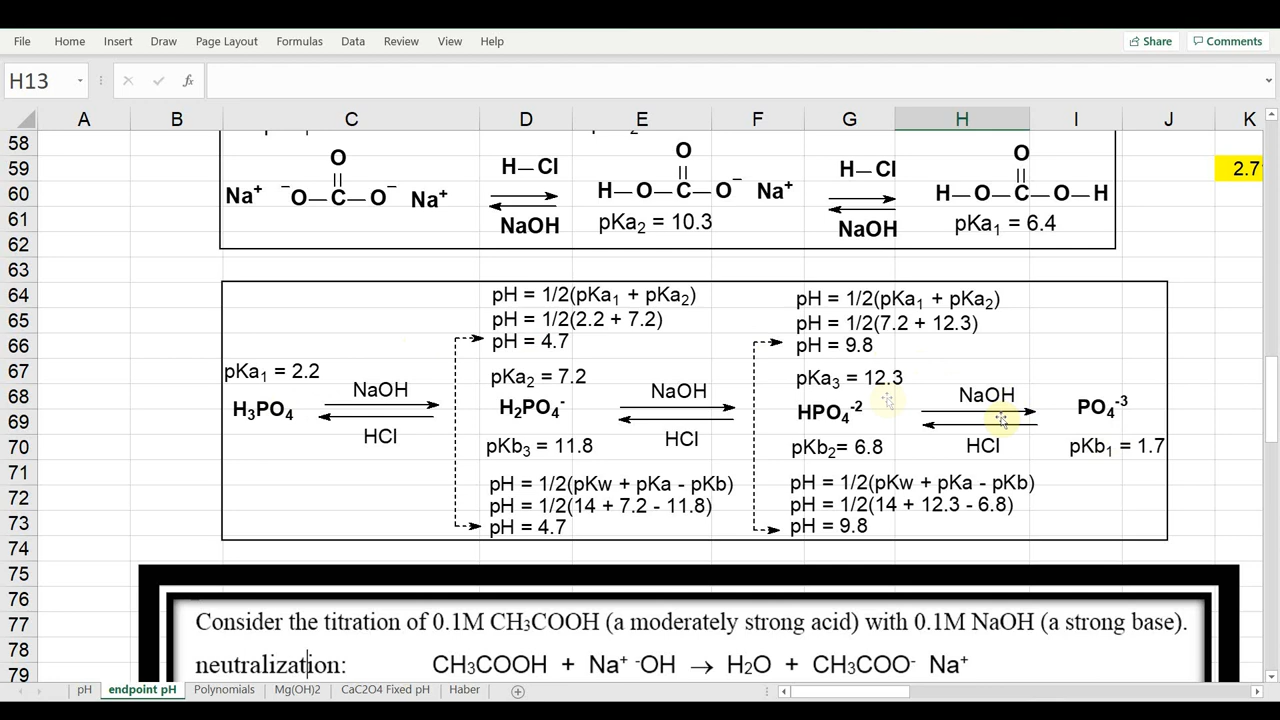 File Home Insert Draw Page Layout Formulas Data Review View Help Share Comments
H13 fx
A B C D E F G H I J K
58
59 2.7
60
61
62
63
64
65
66
67
68
69
70
71
72
73
74
75
76
77
78
79
O O O
H—Cl H—Cl
Na⁺ ⁻O—C—O⁻ Na⁺ H—O—C—O⁻ Na⁺ H—O—C—O—H
NaOH pKa₂ = 10.3 NaOH pKa₁ = 6.4
pH = 1/2(pKa₁ + pKa₂) pH = 1/2(pKa₁ + pKa₂)
pH = 1/2(2.2 + 7.2) pH = 1/2(7.2 + 12.3)
pH = 4.7 pH = 9.8
pKa₁ = 2.2 pKa₂ = 7.2 pKa₃ = 12.3
NaOH NaOH NaOH
H₃PO₄ H₂PO₄⁻ HPO₄⁻² PO₄⁻³
HCl HCl HCl
pKb₃ = 11.8 pKb₂= 6.8 pKb₁ = 1.7
pH = 1/2(pKw + pKa - pKb) pH = 1/2(pKw + pKa - pKb)
pH = 1/2(14 + 7.2 - 11.8) pH = 1/2(14 + 12.3 - 6.8)
pH = 4.7 pH = 9.8
Consider the titration of 0.1M CH₃COOH (a moderately strong acid) with 0.1M NaOH (a strong base).
neutralization: CH₃COOH + Na⁺ ⁻OH → H₂O + CH₃COO⁻ Na⁺
pH endpoint pH Polynomials Mg(OH)2 CaC2O4 Fixed pH Haber